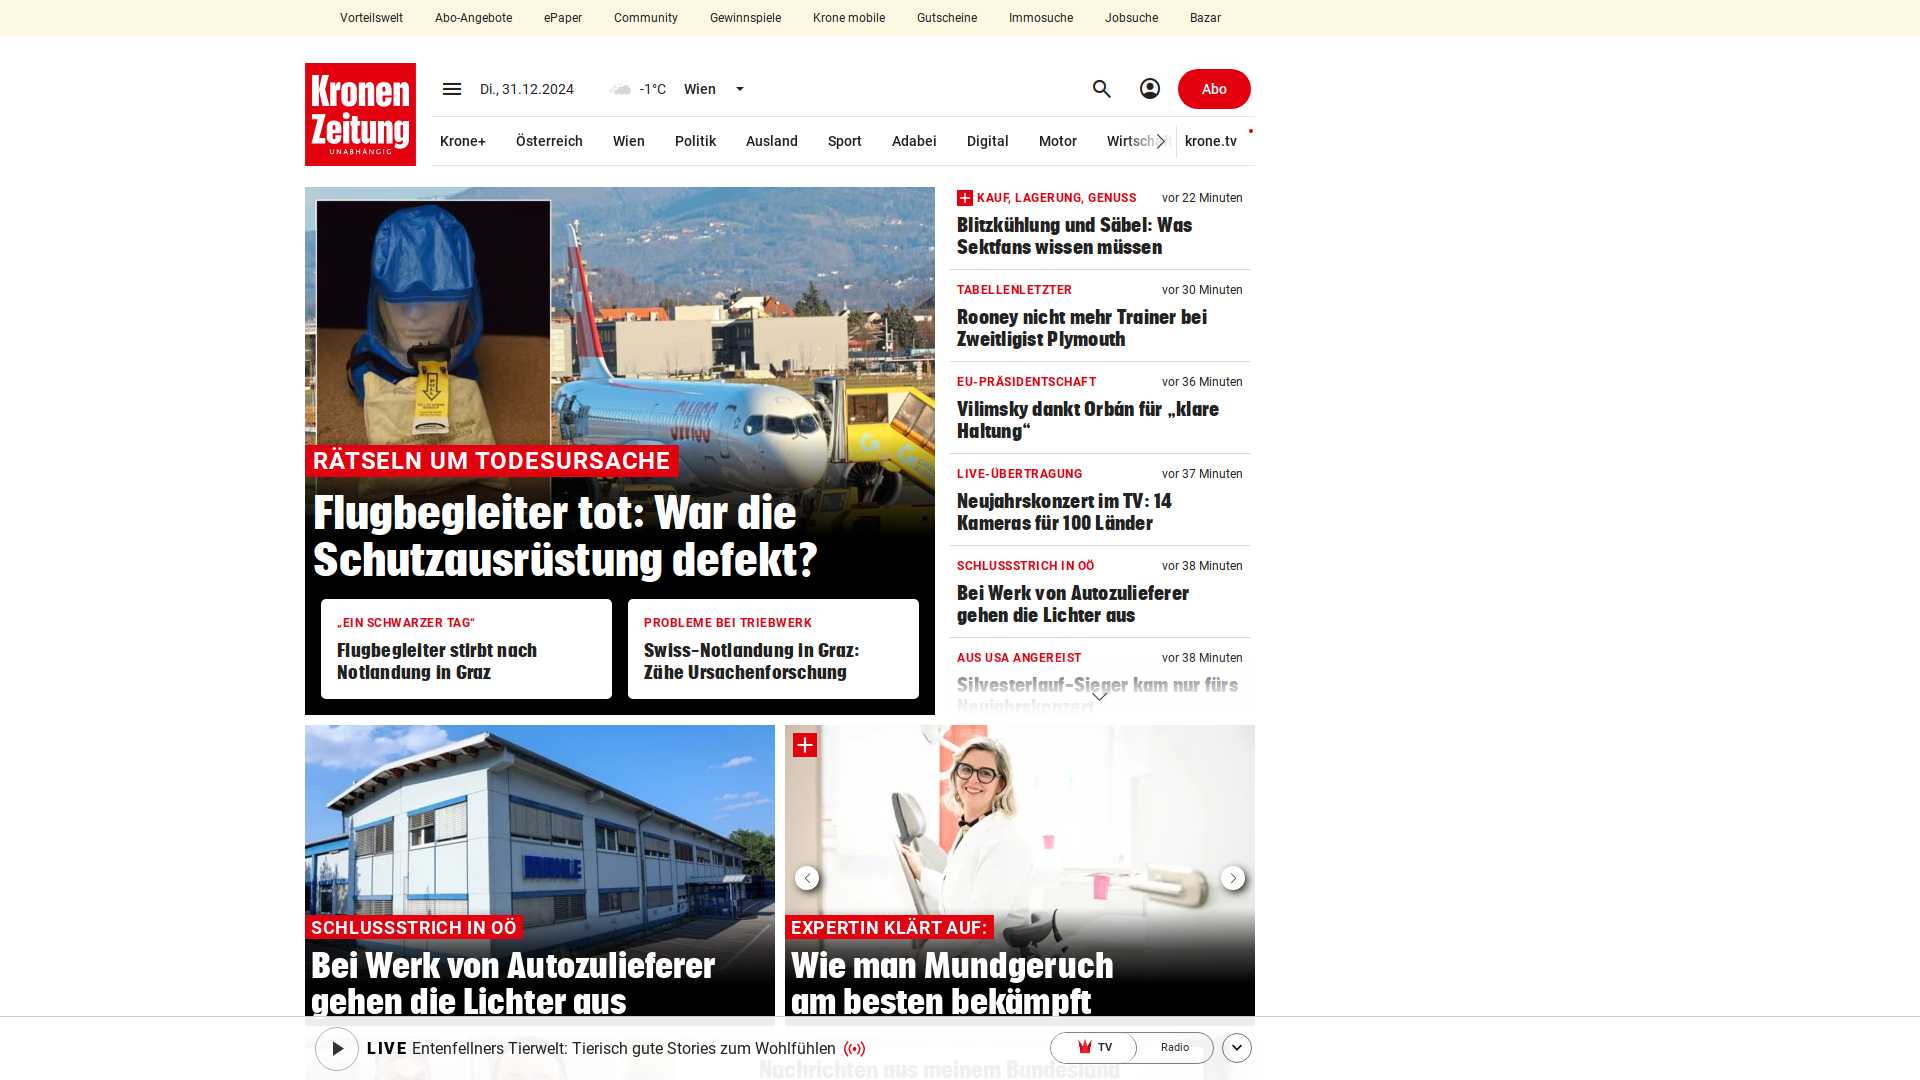 Vorteilswelt Abo-Angebote ePaper Community Gewinnspiele Krone mobile Gutscheine Immosuche Jobsuche Bazar
Kronen
Zeitung
UNABHÄNGIG
Di., 31.12.2024 -1°C Wien Abo
Krone+ Österreich Wien Politik Ausland Sport Adabei Digital Motor Wirtschaft krone.tv
RÄTSELN UM TODESURSACHE
Flugbegleiter tot: War die
Schutzausrüstung defekt?
„EIN SCHWARZER TAG“
Flugbegleiter stirbt nach
Notlandung in Graz
PROBLEME BEI TRIEBWERK
Swiss-Notlandung in Graz:
Zähe Ursachenforschung
KAUF, LAGERUNG, GENUSS vor 22 Minuten
Blitzkühlung und Säbel: Was
Sektfans wissen müssen
TABELLENLETZTER vor 30 Minuten
Rooney nicht mehr Trainer bei
Zweitligist Plymouth
EU-PRÄSIDENTSCHAFT vor 36 Minuten
Vilimsky dankt Orbán für „klare
Haltung“
LIVE-ÜBERTRAGUNG vor 37 Minuten
Neujahrskonzert im TV: 14
Kameras für 100 Länder
SCHLUSSSTRICH IN OÖ vor 38 Minuten
Bei Werk von Autozulieferer
gehen die Lichter aus
AUS USA ANGEREIST vor 38 Minuten
Silvesterlauf-Sieger kam nur fürs
Neujahrskonzert
swiss
SCHLUSSSTRICH IN OÖ
Bei Werk von Autozulieferer
gehen die Lichter aus
EXPERTIN KLÄRT AUF:
Wie man Mundgeruch
am besten bekämpft
LIVE Entenfellners Tierwelt: Tierisch gute Stories zum Wohlfühlen TV Radio
Nachrichten aus meinem Bundesland